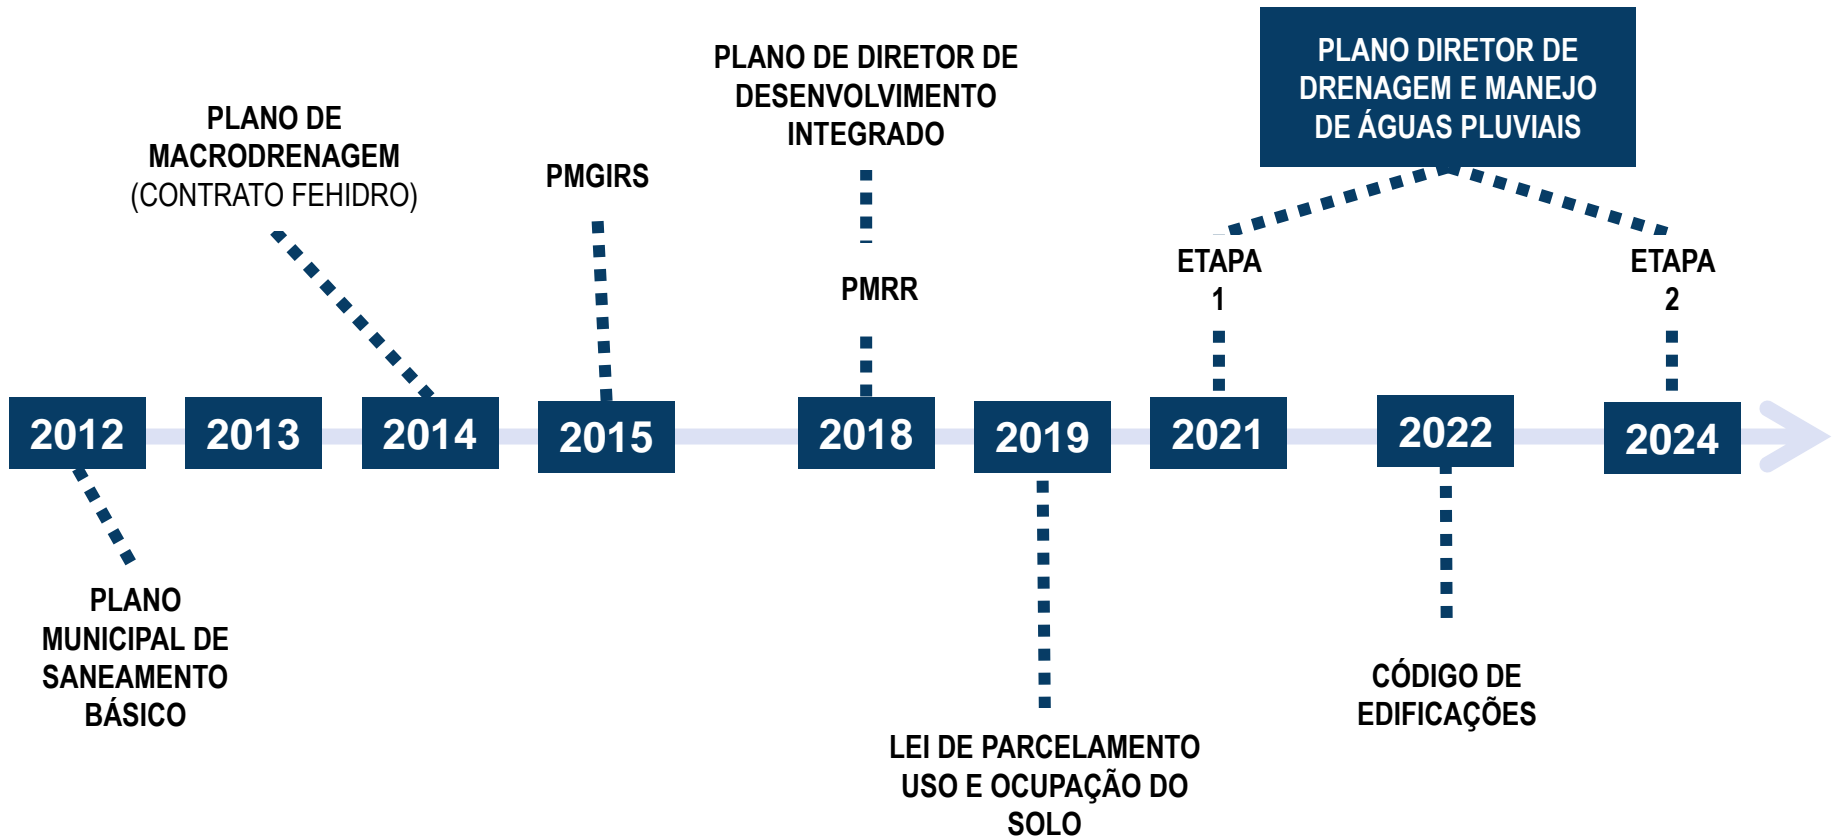 PLANO DE
MACRODRENAGEM
(CONTRATO FEHIDRO)
PMGIRS
PLANO DE DIRETOR DE
DESENVOLVIMENTO
INTEGRADO
PMRR
PLANO DIRETOR DE
DRENAGEM E MANEJO
DE ÁGUAS PLUVIAIS
ETAPA
1
ETAPA
2
2012
2013
2014
2015
2018
2019
2021
2022
2024
PLANO
MUNICIPAL DE
SANEAMENTO
BÁSICO
LEI DE PARCELAMENTO
USO E OCUPAÇÃO DO
SOLO
CÓDIGO DE
EDIFICAÇÕES